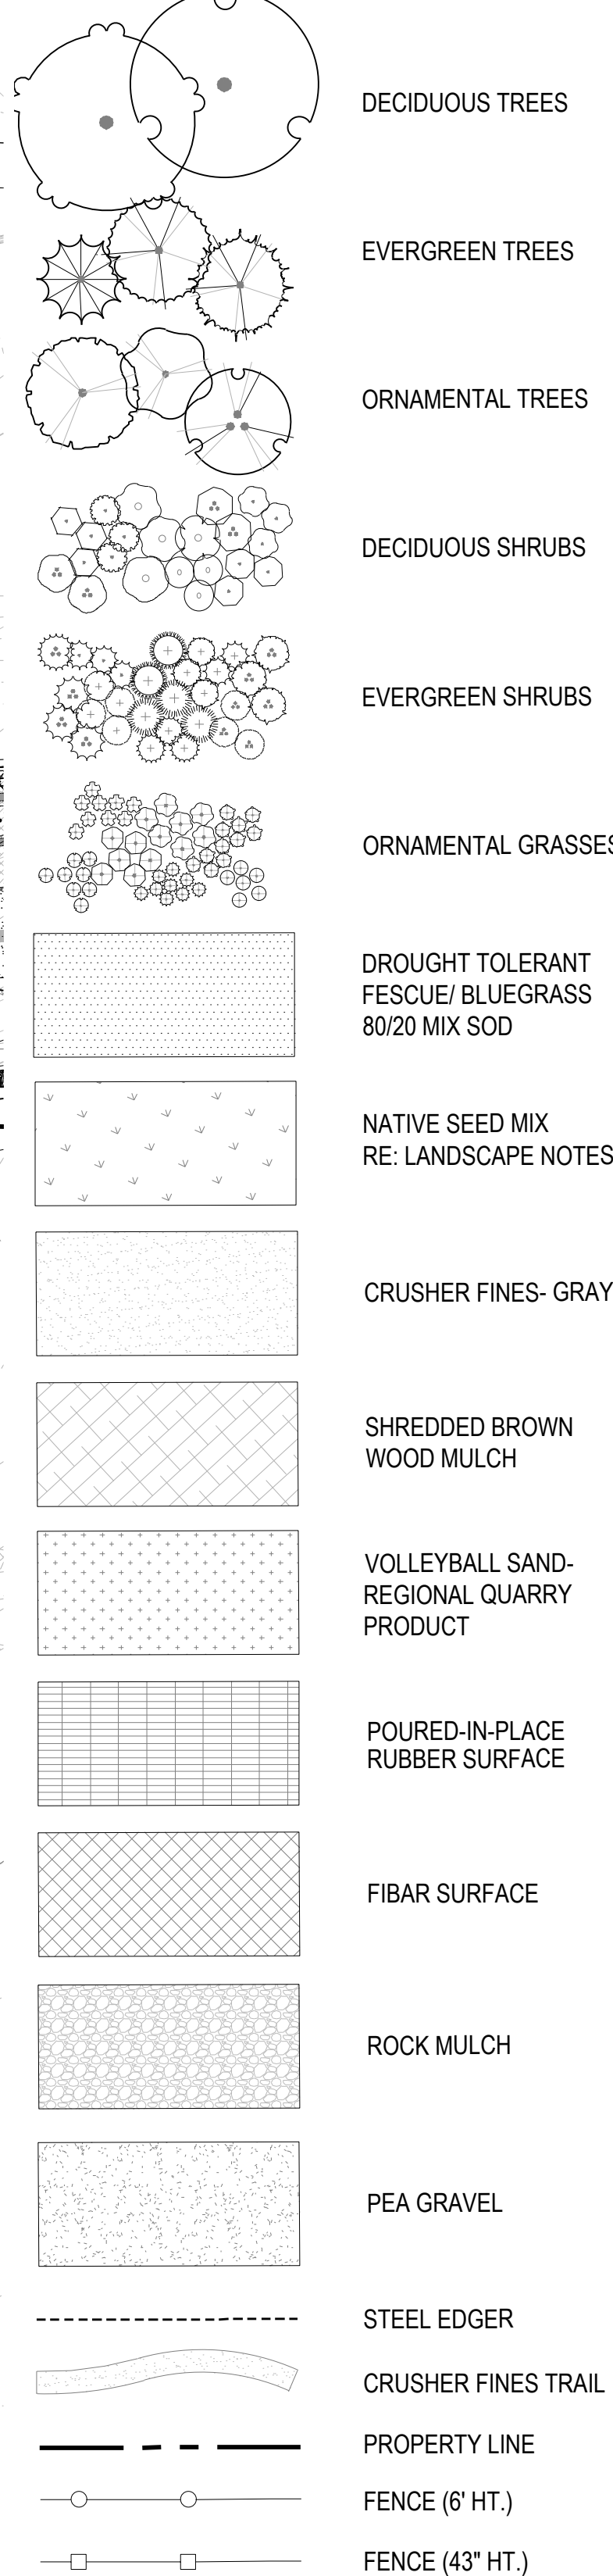 DECIDUOUS TREES
EVERGREEN TREES
ORNAMENTAL TREES
DECIDUOUS SHRUBS
EVERGREEN SHRUBS
ORNAMENTAL GRASSES
DROUGHT TOLERANT
FESCUE/ BLUEGRASS
80/20 MIX SOD
NATIVE SEED MIX
RE: LANDSCAPE NOTES
CRUSHER FINES- GRAY
SHREDDED BROWN
WOOD MULCH
VOLLEYBALL SAND-
REGIONAL QUARRY
PRODUCT
POURED-IN-PLACE
RUBBER SURFACE
FIBAR SURFACE
ROCK MULCH
PEA GRAVEL
STEEL EDGER
CRUSHER FINES TRAIL
PROPERTY LINE
FENCE (6' HT.)
FENCE (43" HT.)